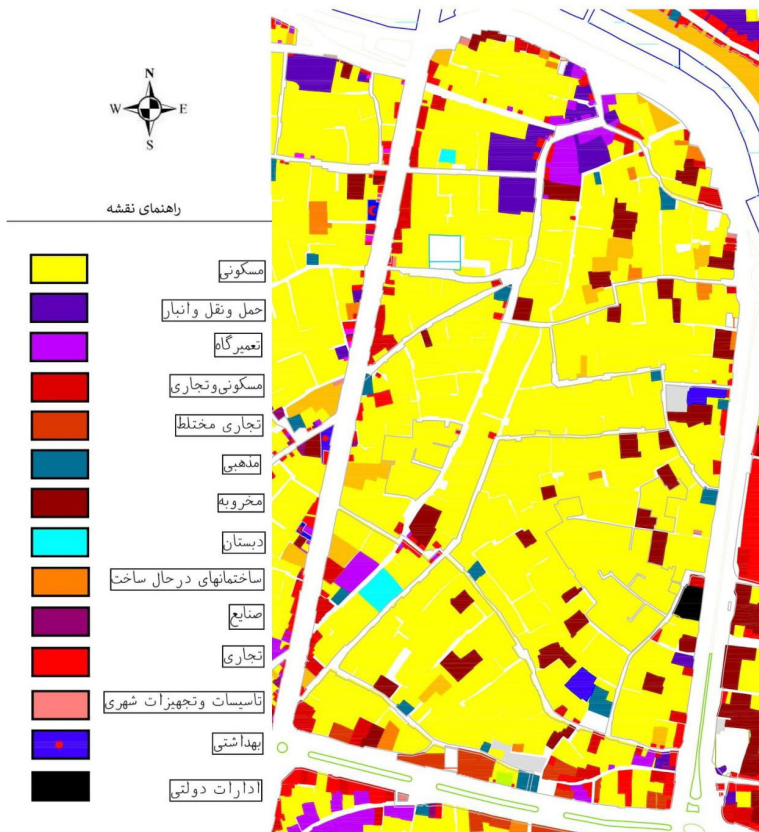 N
W E
S
راهنمای نقشه
مسکونی
حمل ونقل وانبار
تعمیرگاه
مسکونی‌وتجاری
تجاری مختلط
مذهبی
مخروبه
دبستان
ساختمانهای درحال ساخت
صنایع
تجاری
تاسیسات وتجهیزات شهری
بهداشتی
ادارات دولتی